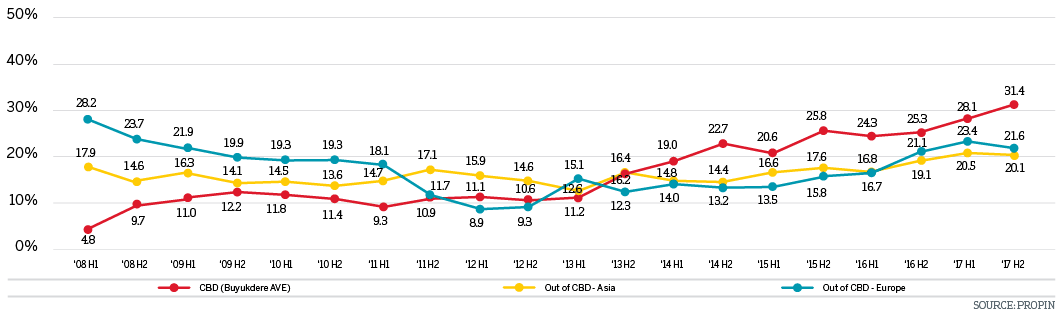 50%
40%
30%
20%
10%
0%
28.2 23.7 21.9 19.9 19.3 19.3 18.1 17.1 15.9 14.6 15.1 16.4 19.0 22.7 20.6 25.8 24.3 25.3 28.1 31.4
17.9 14.6 16.3 14.1 14.5 13.6 14.7 11.7 11.1 10.6 12.6 16.2 14.8 14.4 16.6 17.6 16.8 21.1 23.4 21.6
4.8 9.7 11.0 12.2 11.8 11.4 9.3 10.9 8.9 9.3 11.2 12.3 14.0 13.2 13.5 15.8 16.7 19.1 20.5 20.1
'08 H1 '08 H2 '09 H1 '09 H2 '10 H1 '10 H2 '11 H1 '11 H2 '12 H1 '12 H2 '13 H1 '13 H2 '14 H1 '14 H2 '15 H1 '15 H2 '16 H1 '16 H2 '17 H1 '17 H2
CBD (Buyukdere AVE) Out of CBD - Asia Out of CBD - Europe
SOURCE: PROPIN